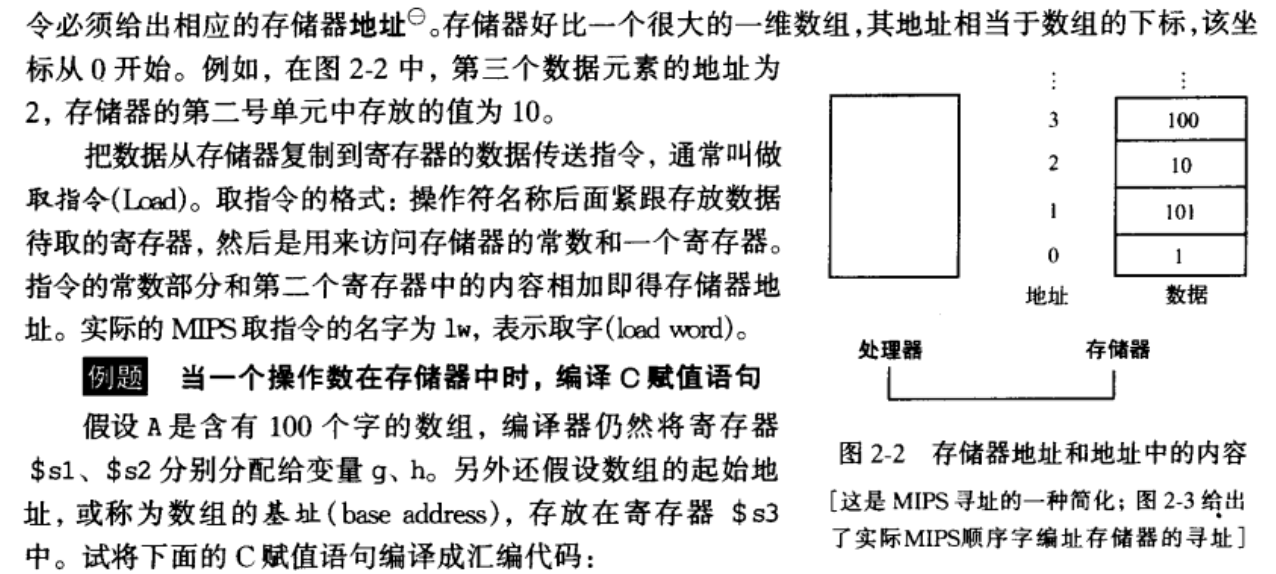 令必须给出相应的存储器地址⊖。存储器好比一个很大的一维数组,其地址相当于数组的下标,该坐
标从 0 开始。例如, 在图 2-2 中, 第三个数据元素的地址为
2, 存储器的第二号单元中存放的值为 10。
把数据从存储器复制到寄存器的数据传送指令, 通常叫做
取指令(Load)。取指令的格式: 操作符名称后面紧跟存放数据
待取的寄存器, 然后是用来访问存储器的常数和一个寄存器。
指令的常数部分和第二个寄存器中的内容相加即得存储器地
址。实际的 MIPS 取指令的名字为 lw, 表示取字(load word)。
例题 当一个操作数在存储器中时, 编译 C 赋值语句
假设 A 是含有 100 个字的数组, 编译器仍然将寄存器
$s1、$s2 分别分配给变量 g、h。另外还假设数组的起始地
址, 或称为数组的基址(base address), 存放在寄存器 $s3
中。试将下面的 C 赋值语句编译成汇编代码:
⋮ ⋮
3 100
2 10
1 101
0 1
地址 数据
处理器 存储器
图 2-2 存储器地址和地址中的内容
[这是 MIPS 寻址的一种简化; 图 2-3 给出
了实际MIPS顺序字编址存储器的寻址]